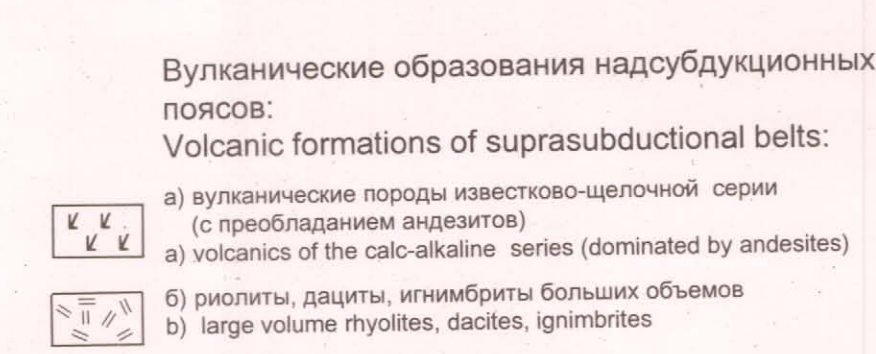 Вулканические образования надсубдукционных
поясов:
Volcanic formations of suprasubductional belts:
а) вулканические породы известково-щелочной серии
(с преобладанием андезитов)
a) volcanics of the calc-alkaline series (dominated by andesites)
б) риолиты, дациты, игнимбриты больших объемов
b) large volume rhyolites, dacites, ignimbrites